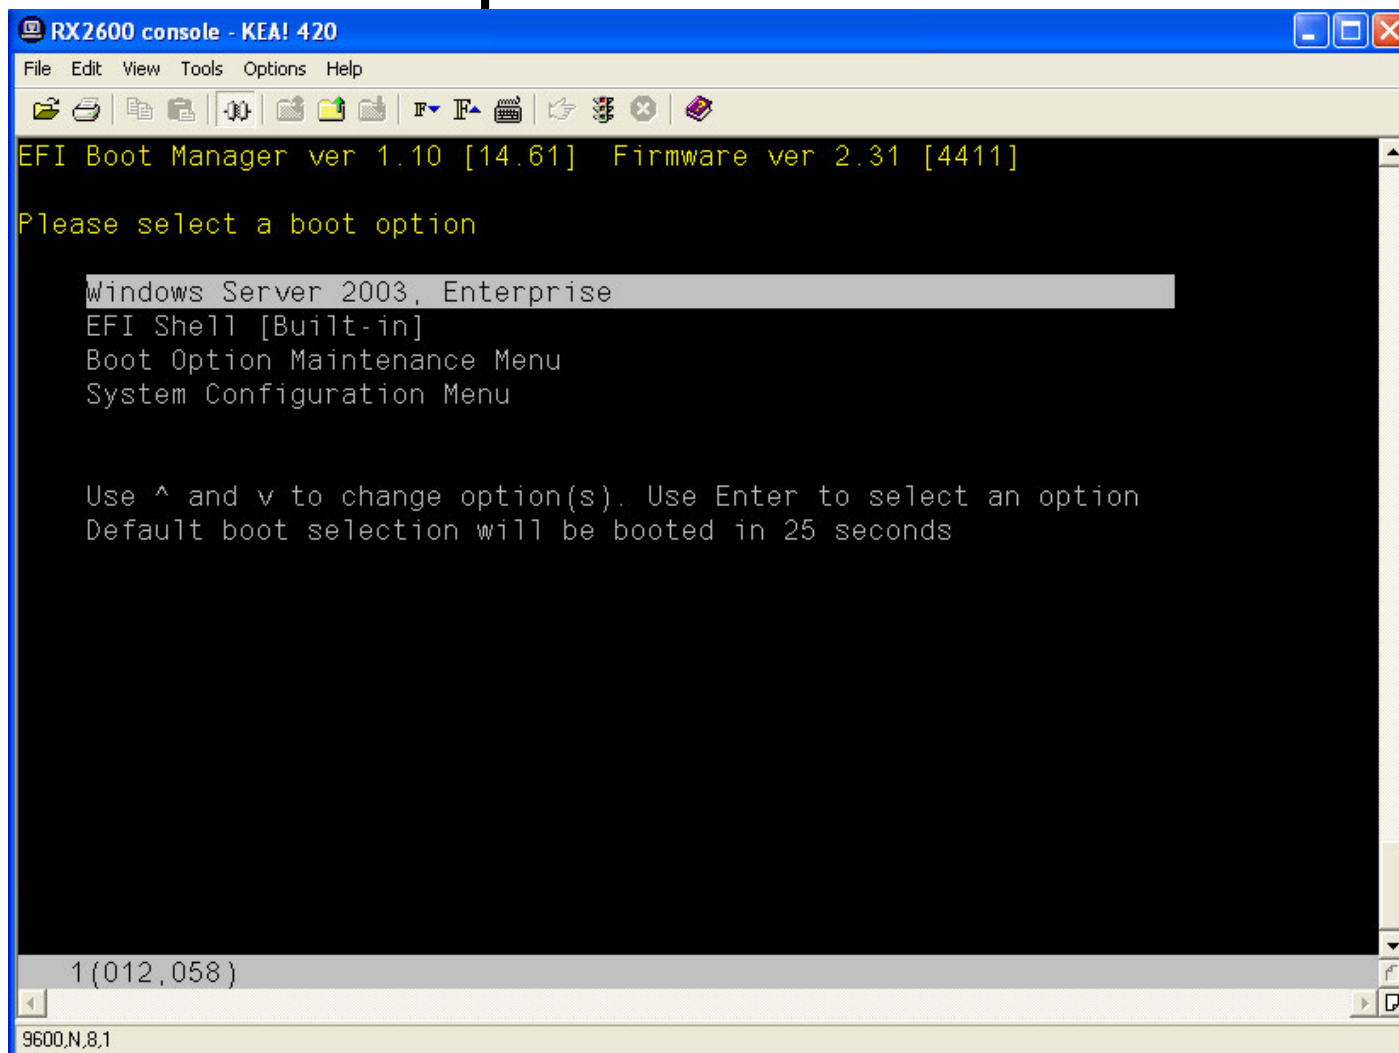 RX2600 console - KEA! 420
File Edit View Tools Options Help
EFI Boot Manager ver 1.10 [14.61]  Firmware ver 2.31 [4411]
Please select a boot option
Windows Server 2003, Enterprise
EFI Shell [Built-in]
Boot Option Maintenance Menu
System Configuration Menu
Use ^ and v to change option(s). Use Enter to select an option
Default boot selection will be booted in 25 seconds
1(012,058)
9600,N,8,1